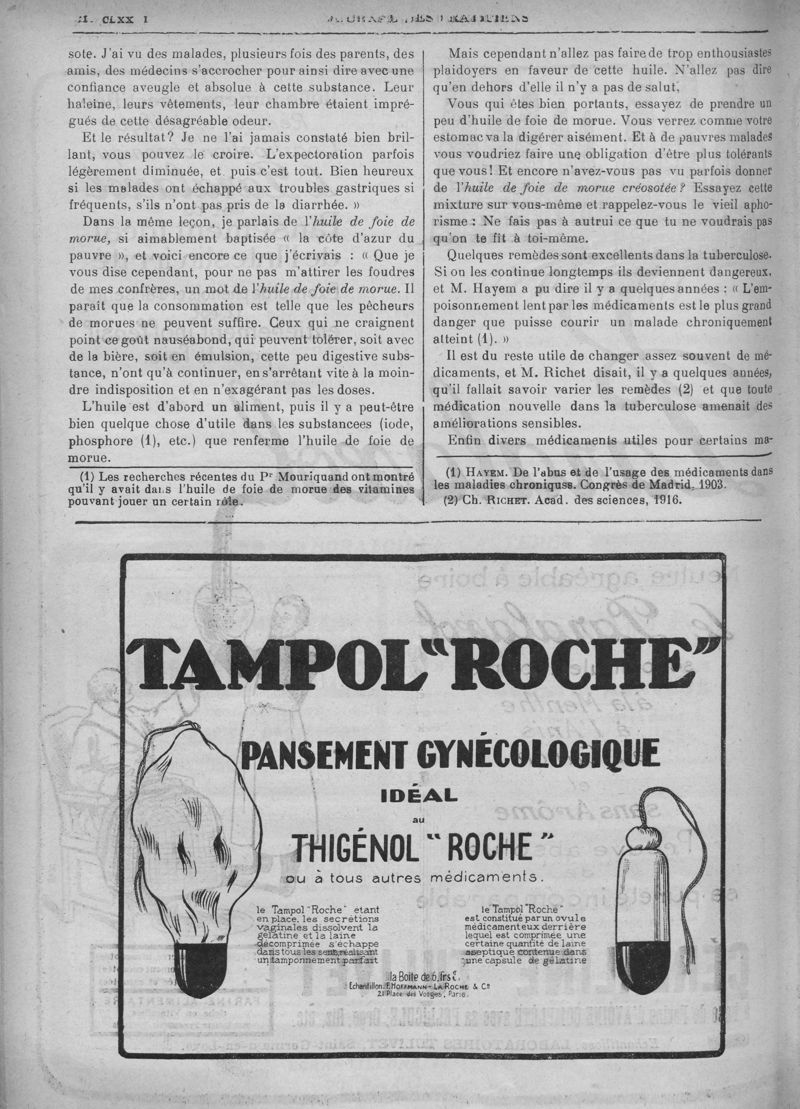 sote. J'ai vu des malades, plusieurs fois des parents, des
amis, des médecins s'accrocher pour ainsi dire avec une
confiance aveugle et absolue à cette substance. Leur
haleine, leurs vêtements, leur chambre étaient impré-
gués de cette désagréable odeur.
Et le résultat? Je ne l'ai jamais constaté bien bril-
lant, vous pouvez le croire. L'expectoration parfois
légèrement diminuée, et puis c'est tout. Bien heureux
si les malades ont échappé aux troubles gastriques si
fréquents, s'ils n'ont pas pris de la diarrhée. »
Dans la même leçon, je parlais de l'huile de foie de
morue, si aimablement baptisée « la côte d'azur du
pauvre », et voici encore ce que j'écrivais : « Que je
vous dise cependant, pour ne pas m'attirer les foudres
de mes confrères, un mot de l'huile de foie de morue. Il
paraît que la consommation est telle que les pêcheurs
de morues ne peuvent suffire. Ceux qui ne craignent
point ce goût nauséabond, qui peuvent tolérer, soit avec
de la bière, soit en émulsion, cette peu digestive subs-
tance, n'ont qu'à continuer, en s'arrêtant vite à la moin-
dre indisposition et en n'exagérant pas les doses.
L'huile est d'abord un aliment, puis il y a peut-être
bien quelque chose d'utile dans les substancees (iode,
phosphore (1), etc.) que renferme l'huile de foie de
morue.
(1) Les recherches récentes du Pr Mouriquand ont montré
qu'il y avait dans l'huile de foie de morue des vitamines
pouvant jouer un certain rôle.
Mais cependant n'allez pas faire de trop enthousiastes
plaidoyers en faveur de cette huile. N'allez pas dire
qu'en dehors d'elle il n'y a pas de salut.
Vous qui êtes bien portants, essayez de prendre un
peu d'huile de foie de morue. Vous verrez comme votre
estomac va la digérer aisément. Et à de pauvres malades
vous voudriez faire une obligation d'être plus tolérants
que vous! Et encore n'avez-vous pas vu parfois donner
de l'huile de foie de morue créosotée? Essayez cette
mixture sur vous-même et rappelez-vous le vieil apho-
risme : Ne fais pas à autrui ce que tu ne voudrais pas
qu'on te fît à toi-même.
Quelques remèdes sont excellents dans la tuberculose.
Si on les continue longtemps ils deviennent dangereux,
et M. Hayem a pu dire il y a quelques années : « L'em-
poisonnement lent par les médicaments est le plus grand
danger que puisse courir un malade chroniquement
atteint (1). »
Il est du reste utile de changer assez souvent de mé-
dicaments, et M. Richet disait, il y a quelques années,
qu'il fallait savoir varier les remèdes (2) et que toute
médication nouvelle dans la tuberculose amenait des
améliorations sensibles.
Enfin divers médicaments utiles pour certains ma-
(1) HAYEM. De l'abus et de l'usage des médicaments dans
les maladies chroniquss. Congrès de Madrid, 1903.
(2) Ch. RICHET. Acad. des sciences, 1916.
TAMPOL "ROCHE"
PANSEMENT GYNÉCOLOGIQUE
IDÉAL
au
THIGÉNOL "ROCHE"
ou à tous autres médicaments.
le Tampol "Roche" étant
en place, les secrétions
vaginales dissolvent la
gélatine et la laine
décomprimée s'échappe
dans tous les sens, réalisant
un tamponnement parfait
le Tampol "Roche"
est constitué par un ovule
médicamenteux derrière
lequel est comprimée une
certaine quantité de laine
aseptique contenue dans
une capsule de gélatine
la Boîte de 6, frs
Echantillon: F. HOFFMANN-LA ROCHE & Cie
21 Place des Vosges, Paris.